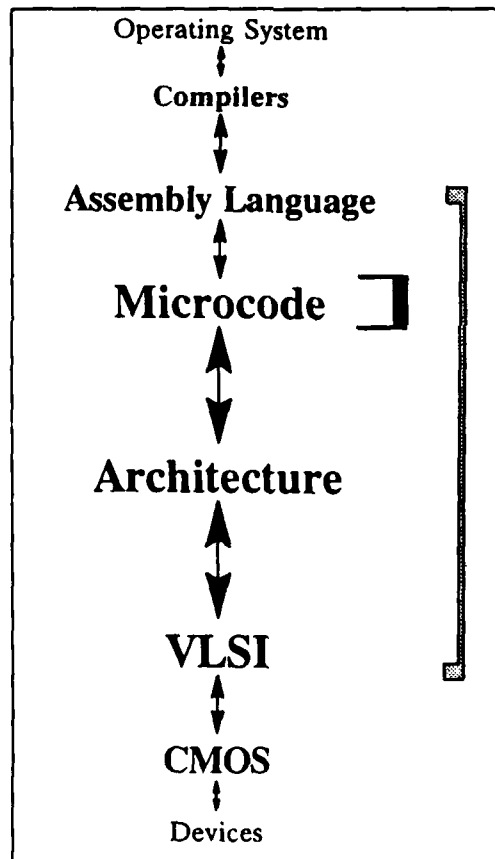 Operating System
Compilers
Assembly Language
Microcode
Architecture
VLSI
CMOS
Devices